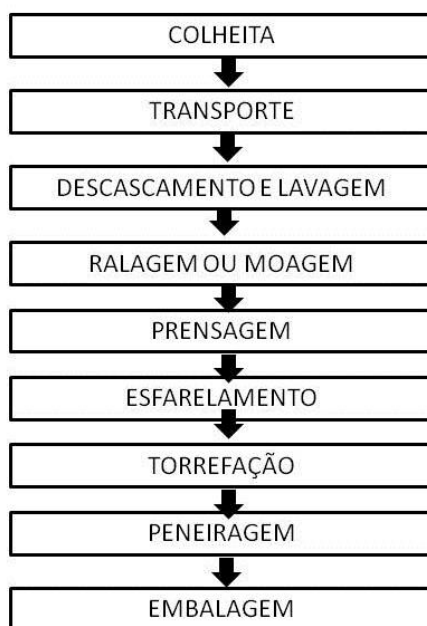 COLHEITA
TRANSPORTE
DESCASCAMENTO E LAVAGEM
RALAGEM OU MOAGEM
PRENSAGEM
ESFARELAMENTO
TORREFAÇÃO
PENEIRAGEM
EMBALAGEM